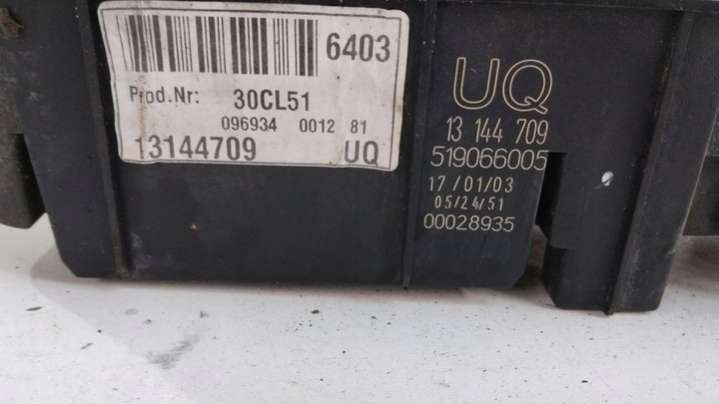 6403
Prod.Nr: 30CL51
096934 0012 81
13144709 UQ
UQ
13 144 709
519066005
17/01/03
05/24/51
00028935